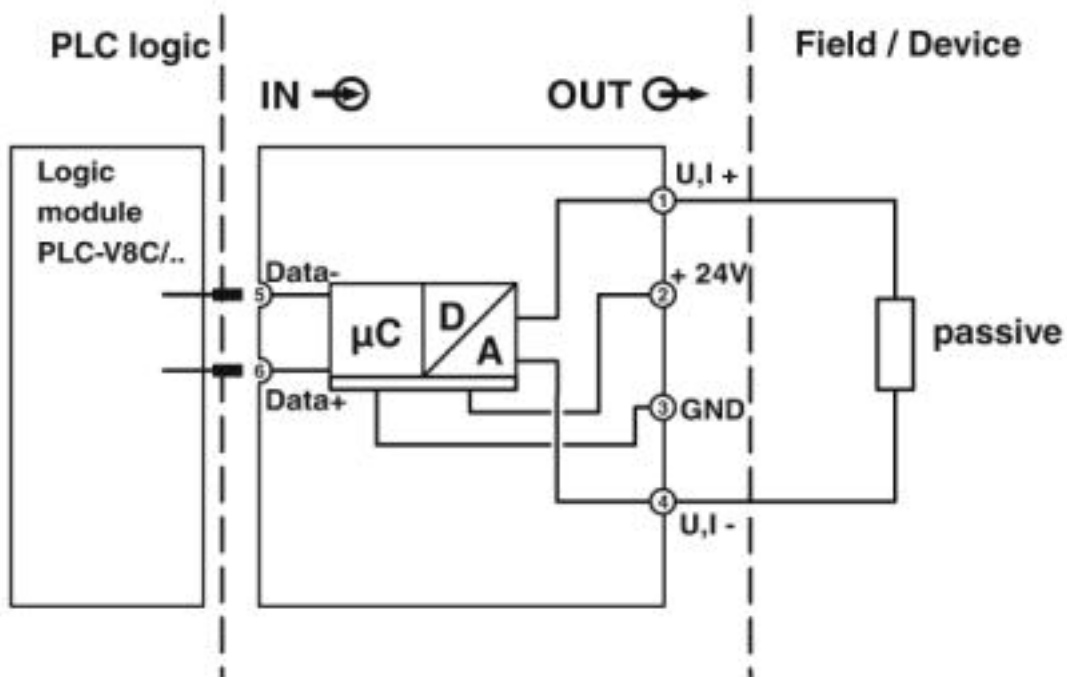 PLC logic
Field / Device
IN
OUT
Logic
module
PLC-V8C/..
U,I +
1
Data-
+ 24V
5
2
µC
D
A
passive
6
Data+
3
GND
4
U,I -